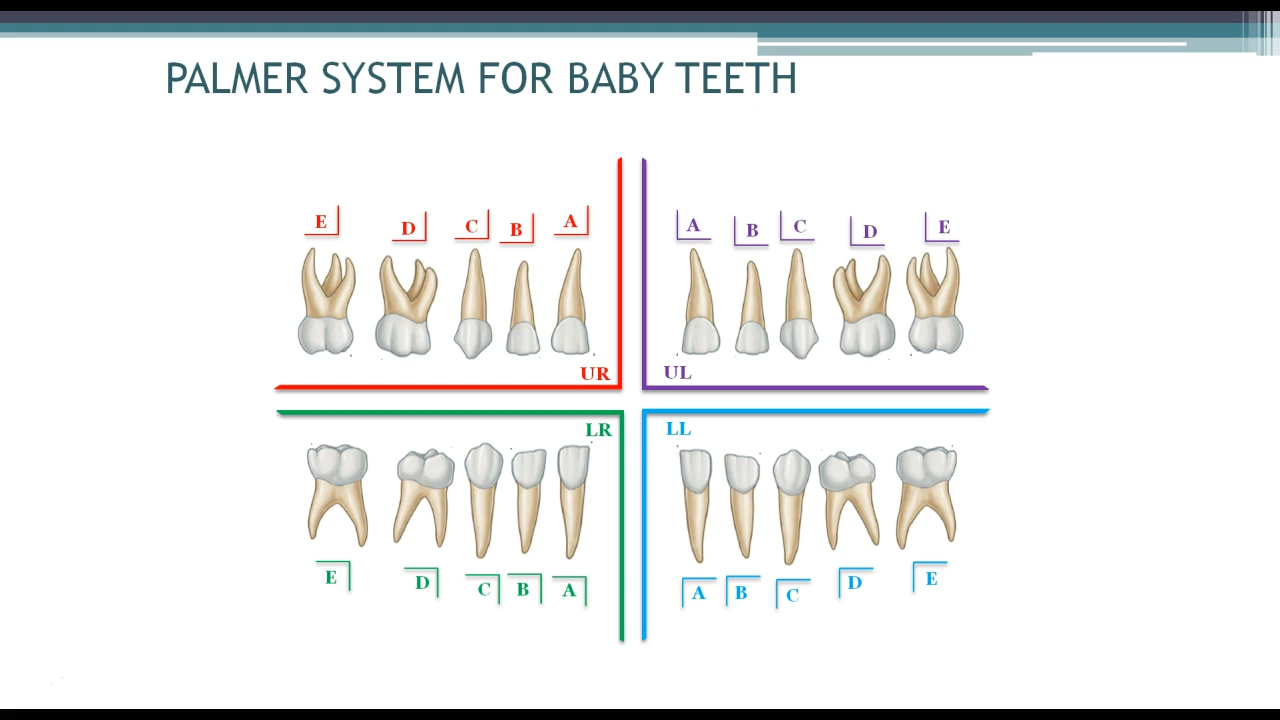 PALMER SYSTEM FOR BABY TEETH
E D C B A
A B C D E
UR
UL
LR
LL
E D C B A
A B C D E